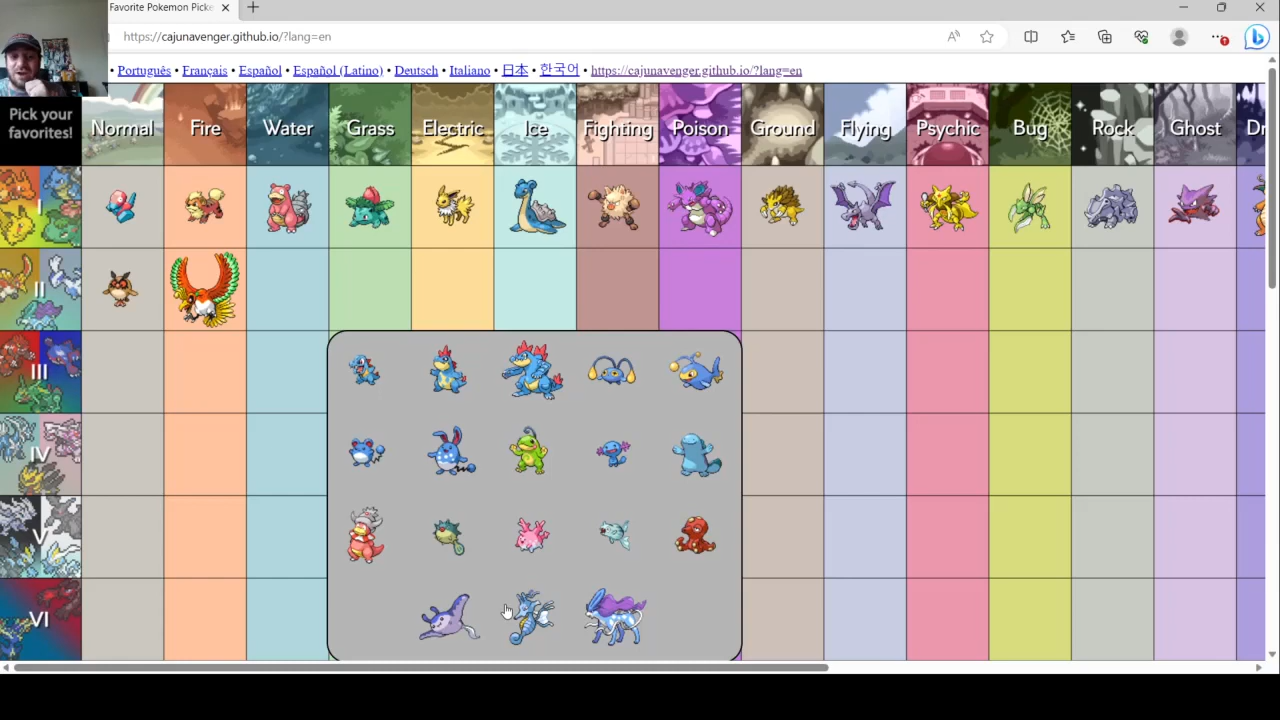 Favorite Pokemon Picke
https://cajunavenger.github.io/?lang=en
• Português • Français • Español • Español (Latino) • Deutsch • Italiano • 日本 • 한국어 • https://cajunavenger.github.io/?lang=en
Pick your
favorites!
Normal
Fire
Water
Grass
Electric
Ice
Fighting
Poison
Ground
Flying
Psychic
Bug
Rock
Ghost
Dr
I
II
III
IV
V
VI